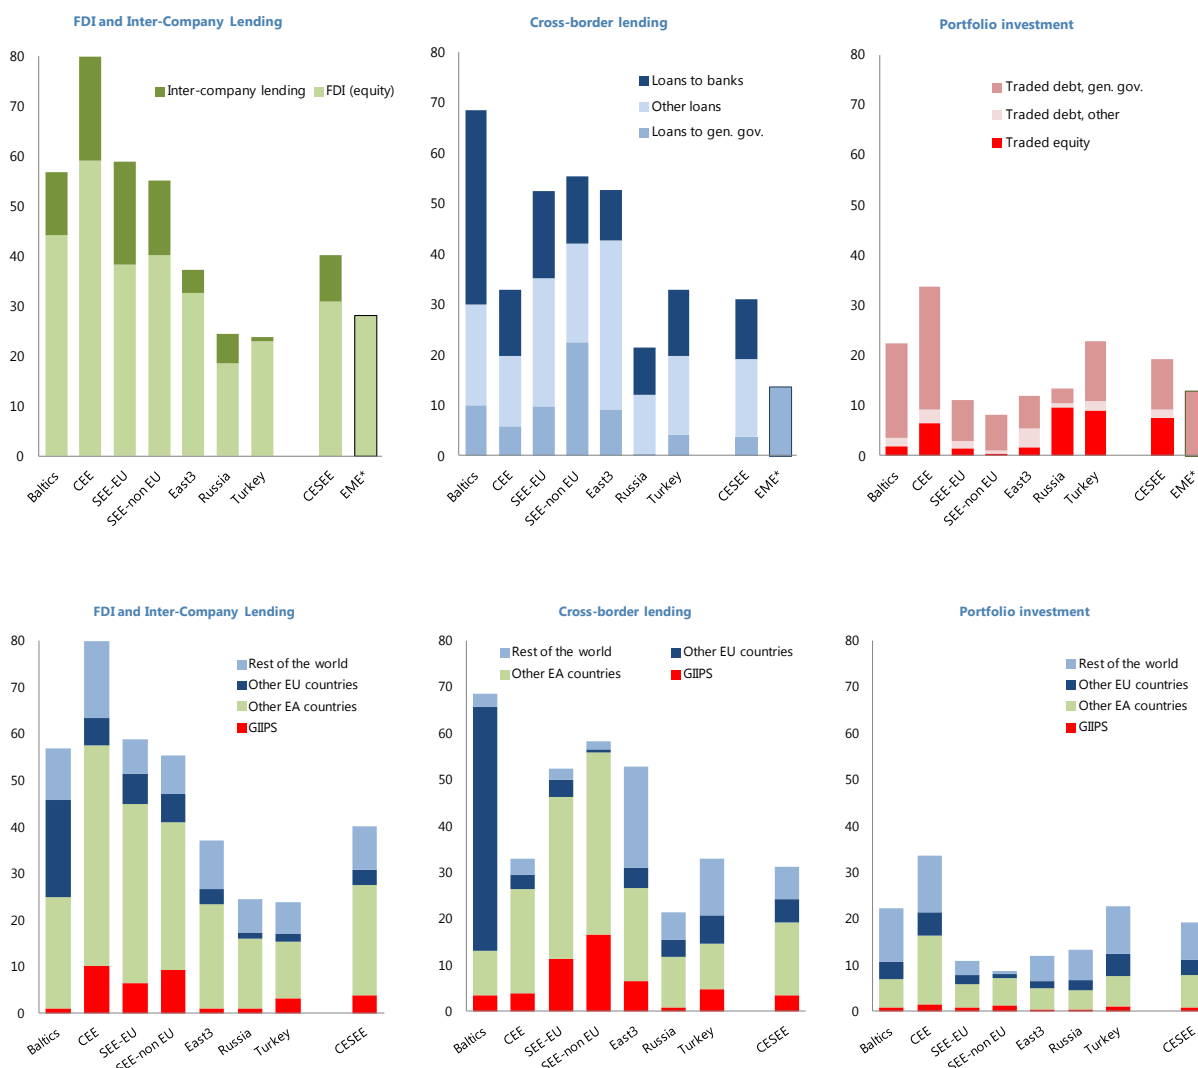 FDI and Inter-Company Lending
80
70
60
50
40
30
20
10
0
Inter-company lending
FDI (equity)
Baltics
CEE
SEE-EU
SEE-non EU
East3
Russia
Turkey
CESEE
EME*
Cross-border lending
80
70
60
50
40
30
20
10
0
Loans to banks
Other loans
Loans to gen. gov.
Baltics
CEE
SEE-EU
SEE-non EU
East3
Russia
Turkey
CESEE
EME*
Portfolio investment
80
70
60
50
40
30
20
10
0
Traded debt, gen. gov.
Traded debt, other
Traded equity
Baltics
CEE
SEE-EU
SEE-non EU
East3
Russia
Turkey
CESEE
EME*
FDI and Inter-Company Lending
80
70
60
50
40
30
20
10
0
Rest of the world
Other EU countries
Other EA countries
GIIPS
Baltics
CEE
SEE-EU
SEE-non EU
East3
Russia
Turkey
CESEE
Cross-border lending
80
70
60
50
40
30
20
10
0
Rest of the world
Other EU countries
Other EA countries
GIIPS
Baltics
CEE
SEE-EU
SEE-non EU
East3
Russia
Turkey
CESEE
Portfolio investment
80
70
60
50
40
30
20
10
0
Rest of the world
Other EU countries
Other EA countries
GIIPS
Baltics
CEE
SEE-EU
SEE-non EU
East3
Russia
Turkey
CESEE